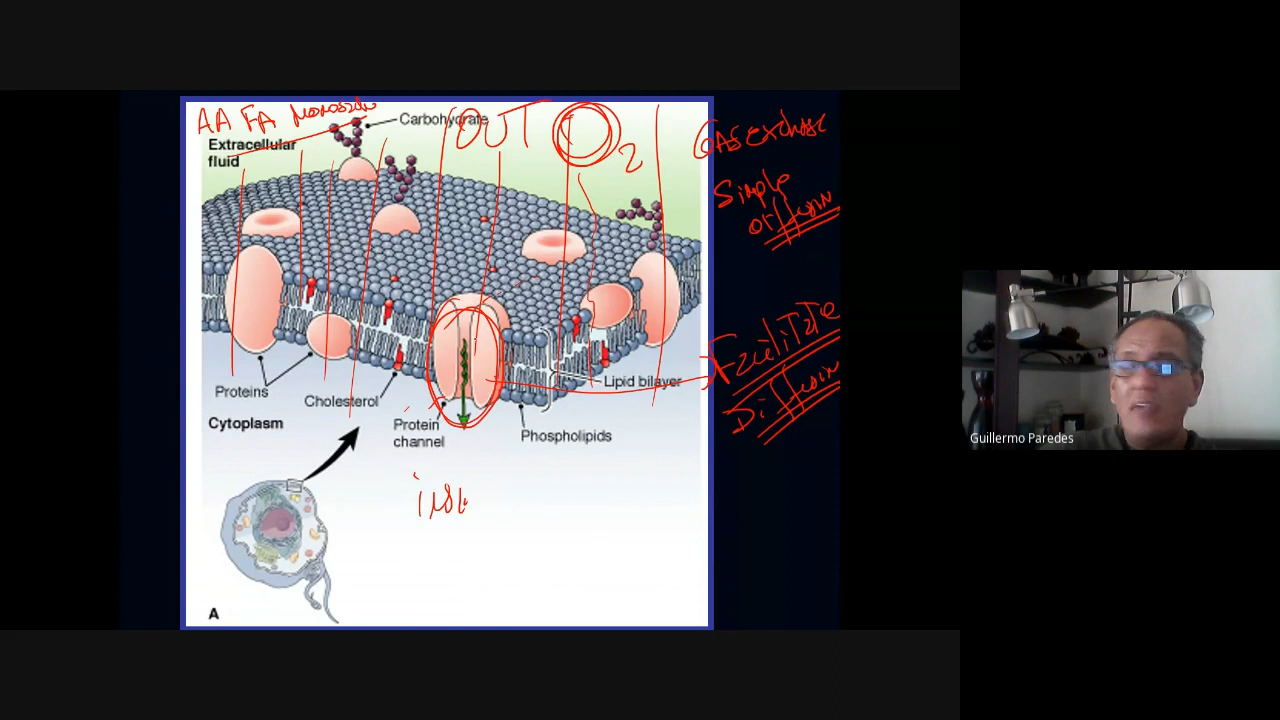 AA FA
Carbohydrate
OUT
O2
Extracellular
fluid
Gas exchase
Simple
Diffusion
Facilitate
Diffusion
Lipid bilayer
Proteins
Cholesterol
Cytoplasm
Protein
channel
Phospholipids
Guillermo Paredes
A